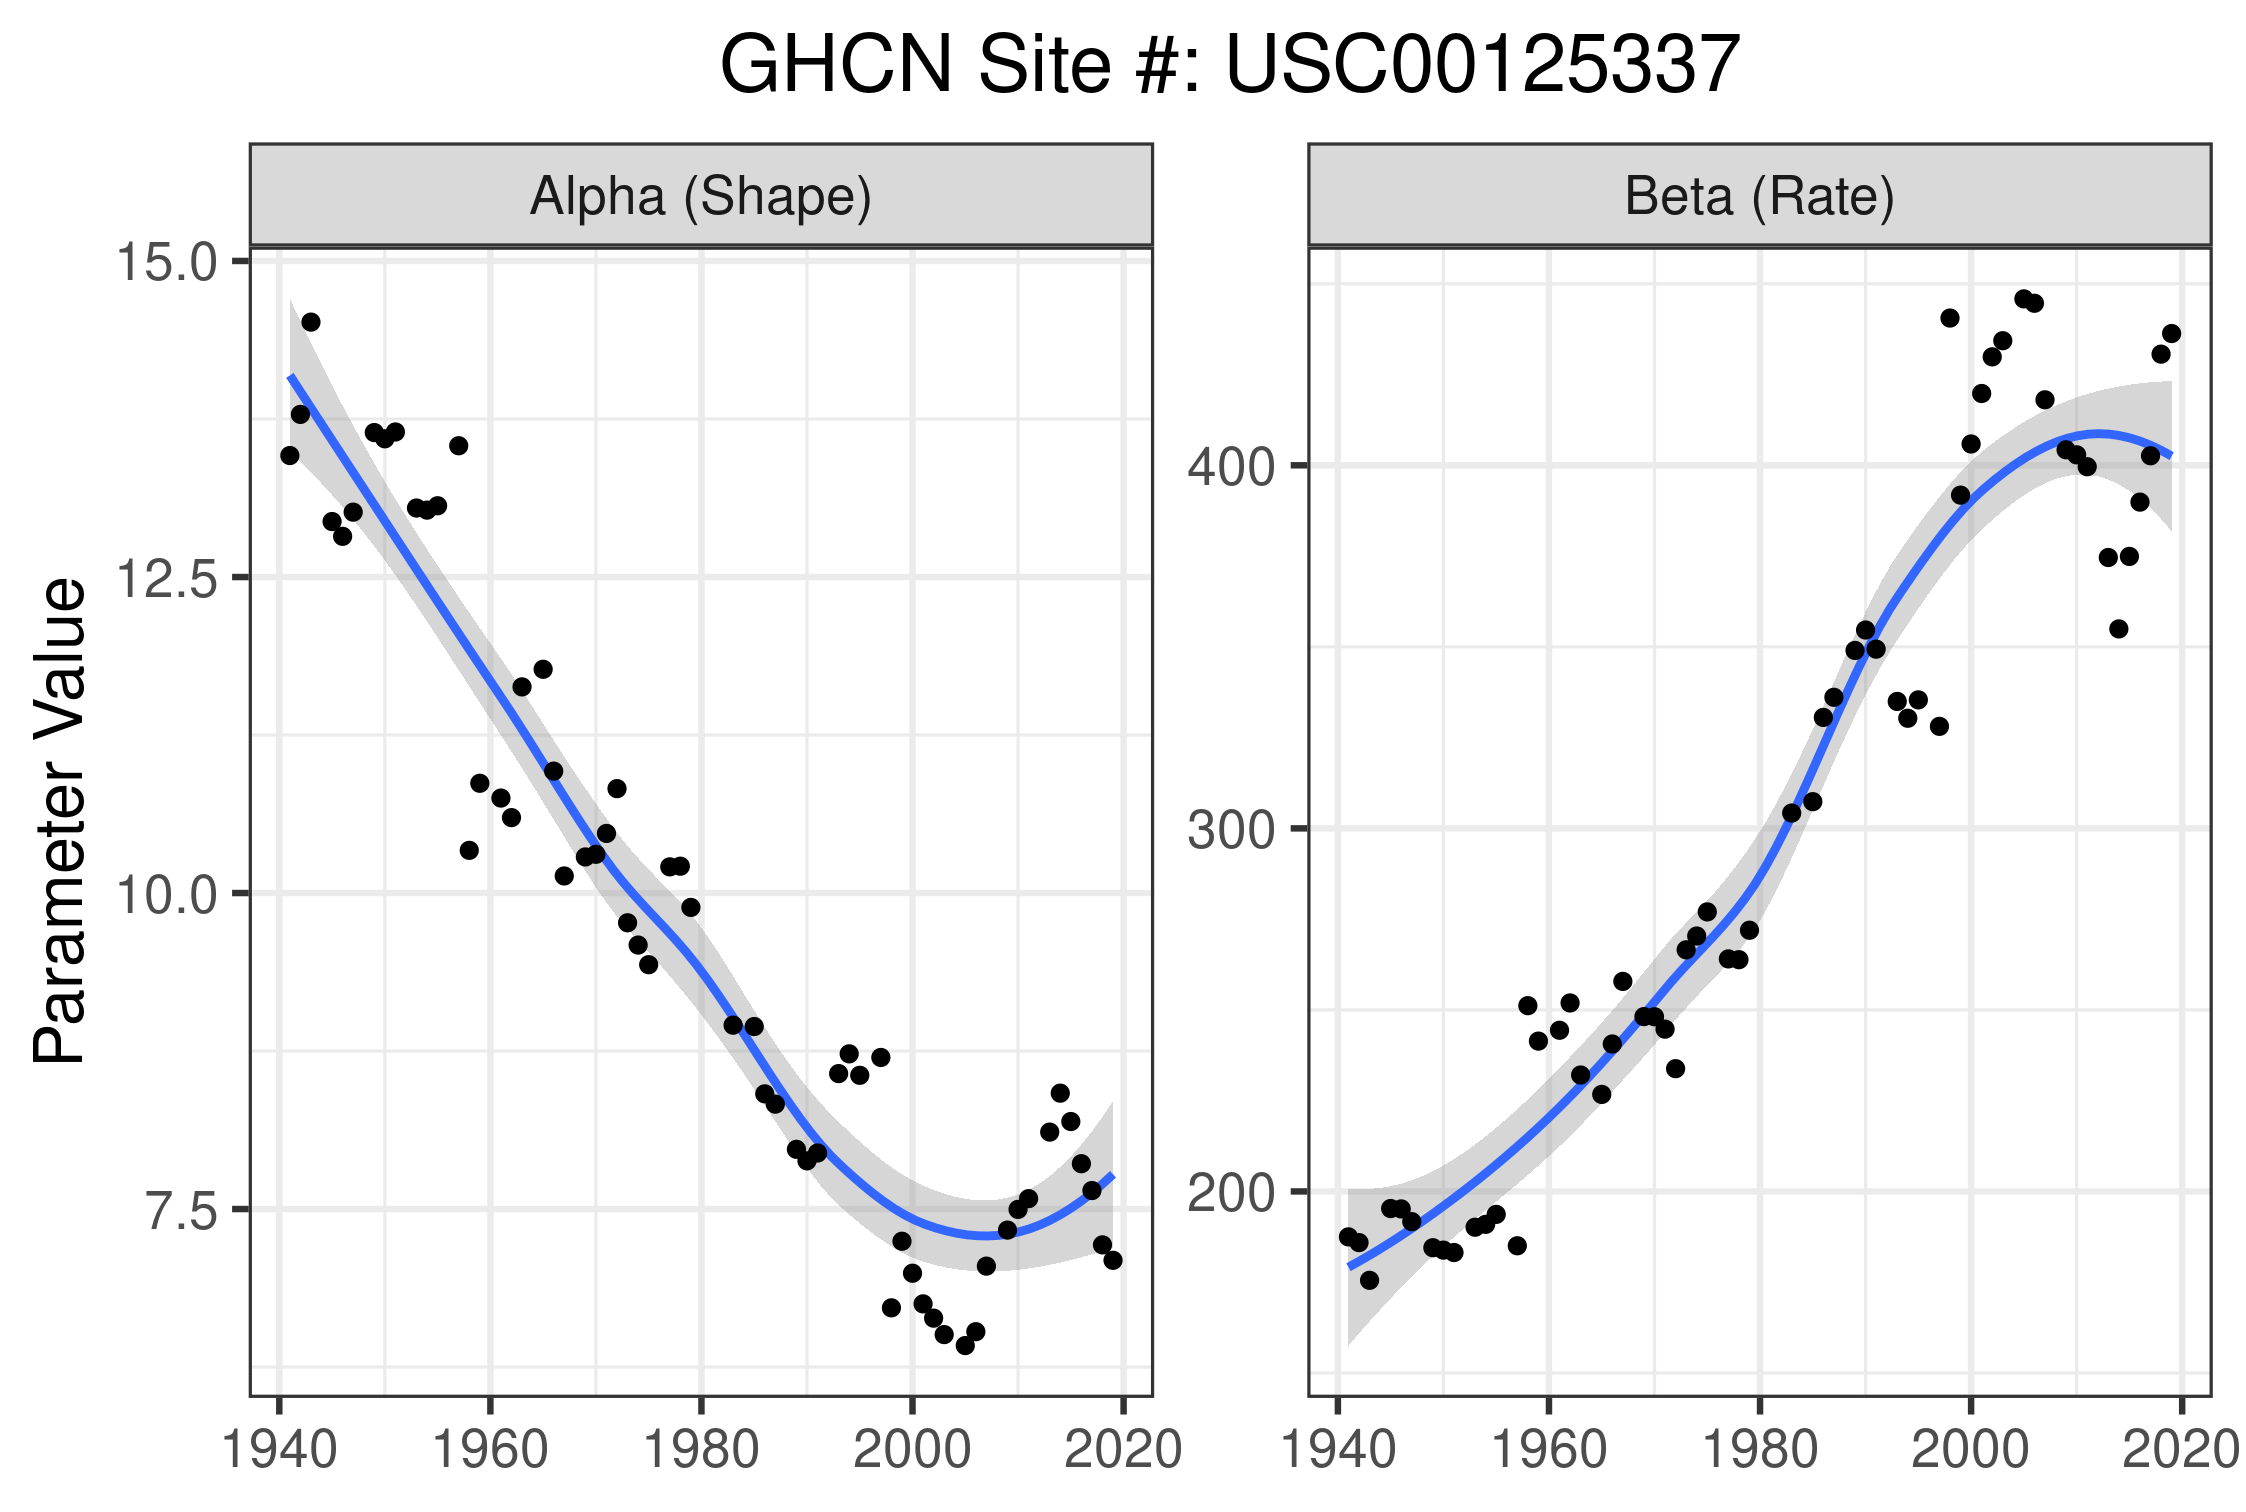 GHCN Site #: USC00125337
Alpha (Shape)
Beta (Rate)
Parameter Value
15.0
12.5
10.0
7.5
400
300
200
1940 1960 1980 2000 2020
1940 1960 1980 2000 2020